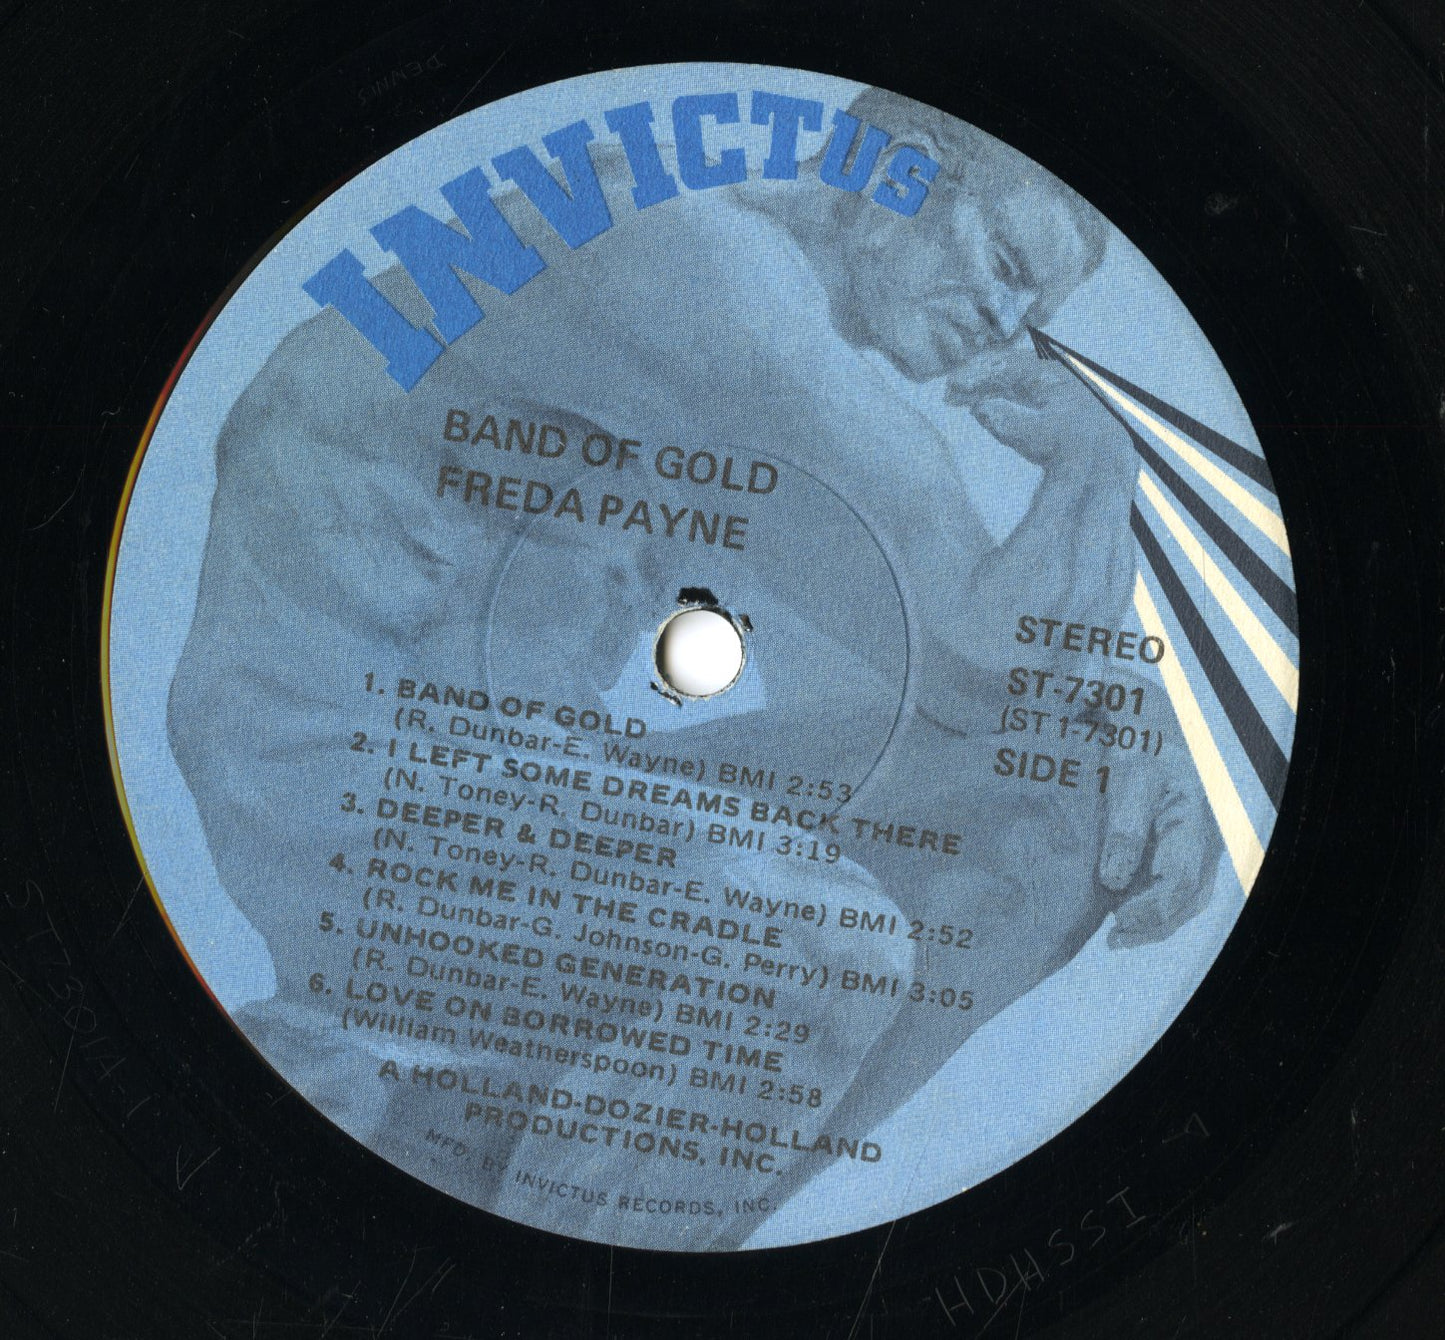 INVICTUS
BAND OF GOLD
FREDA PAYNE
STEREO
ST-7301
(ST 1-7301)
SIDE 1
1. BAND OF GOLD
(R. Dunbar-E. Wayne) BMI 2:53
2. I LEFT SOME DREAMS BACK THERE
(N. Toney-R. Dunbar) BMI 3:19
3. DEEPER & DEEPER
(N. Toney-R. Dunbar-E. Wayne) BMI 2:52
4. ROCK ME IN THE CRADLE
(R. Dunbar-G. Johnson-G. Perry) BMI 3:05
5. UNHOOKED GENERATION
(R. Dunbar-E. Wayne) BMI 2:29
6. LOVE ON BORROWED TIME
(William Weatherspoon) BMI 2:58
A HOLLAND-DOZIER-HOLLAND
PRODUCTIONS, INC.
MFD. BY INVICTUS RECORDS, INC.
DENNIS